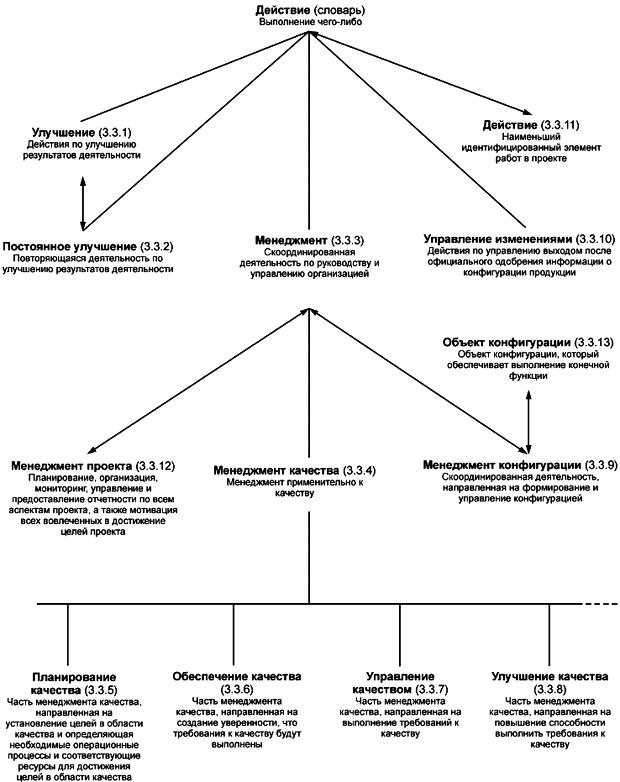 Действие (словарь)
Выполнение чего-либо
Улучшение (3.3.1)
Действия по улучшению
результатов деятельности
Действие (3.3.11)
Наименьший
идентифицированный элемент
работ в проекте
Постоянное улучшение (3.3.2)
Повторяющаяся деятельность по
улучшению результатов деятельности
Менеджмент (3.3.3)
Скоординированная
деятельность по руководству и
управлению организацией
Управление изменениями (3.3.10)
Действия по управлению выходом после
официального одобрения информации о
конфигурации продукции
Объект конфигурации (3.3.13)
Объект конфигурации, который
обеспечивает выполнение конечной
функции
Менеджмент проекта (3.3.12)
Планирование, организация,
мониторинг, управление и
предоставление отчетности по всем
аспектам проекта, а также мотивация
всех вовлеченных в достижение
целей проекта
Менеджмент качества (3.3.4)
Менеджмент применительно к
качеству
Менеджмент конфигурации (3.3.9)
Скоординированная деятельность,
направленная на формирование и
управление конфигурацией
Планирование
качества (3.3.5)
Часть менеджмента качества,
направленная на
установление целей в области
качества и определяющая
необходимые операционные
процессы и соответствующие
ресурсы для достижения
целей в области качества
Обеспечение качества
(3.3.6)
Часть менеджмента
качества, направленная на
создание уверенности, что
требования к качеству будут
выполнены
Управление
качеством (3.3.7)
Часть менеджмента
качества, направленная на
выполнение требований к
качеству
Улучшение качества
(3.3.8)
Часть менеджмента
качества, направленная на
повышение способности
выполнить требования к
качеству